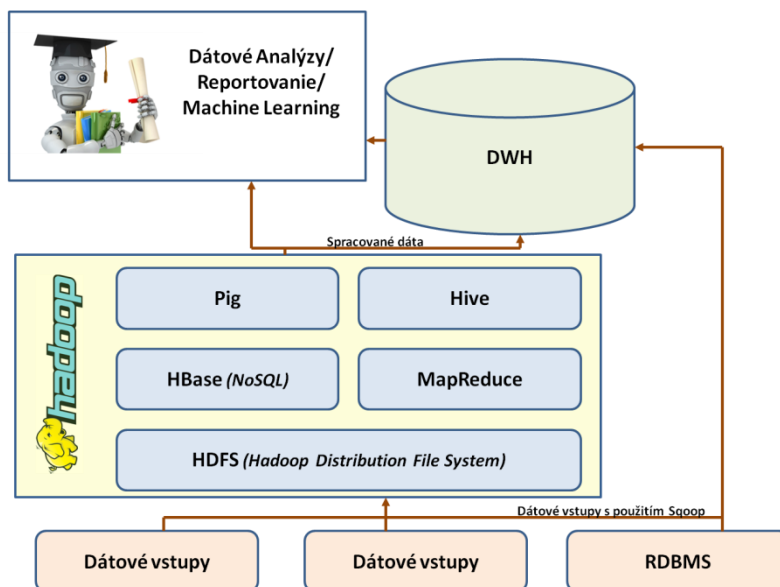 Dátové Analýzy/
Reportovanie/
Machine Learning
DWH
Spracované dáta
hadoop
Pig
Hive
HBase (NoSQL)
MapReduce
HDFS (Hadoop Distribution File System)
Dátové vstupy s použitím Sqoop
Dátové vstupy
Dátové vstupy
RDBMS